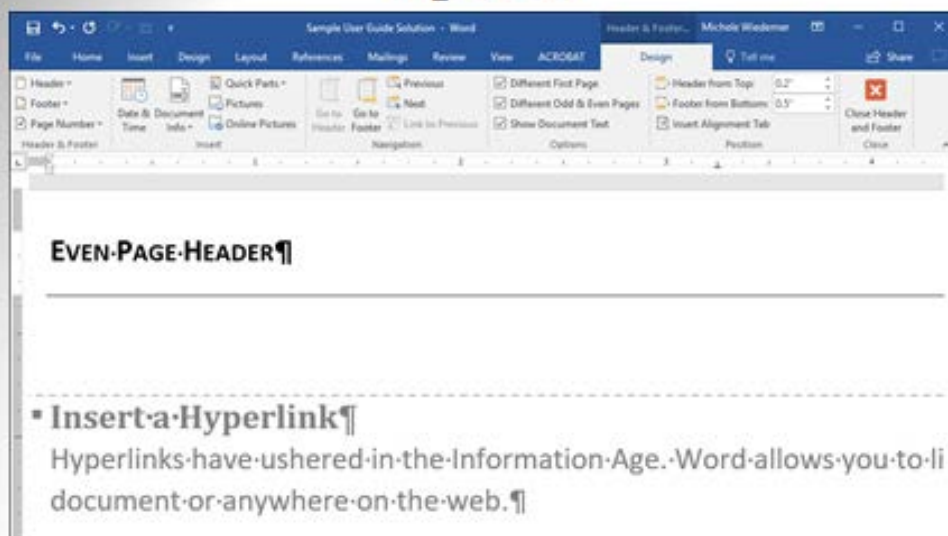 Sample User Guide Solution - Word Header & Footer... Michele Wiedemer
File Home Insert Design Layout References Mailings Review View ACROBAT Design Tell me Share
Header Quick Parts Previous Different First Page Header from Top: 0.2"
Footer Date & Time Document Info Pictures Go to Header Go to Footer Next Different Odd & Even Pages Footer from Bottom: 0.5" Close Header and Footer
Page Number Online Pictures Link to Previous Show Document Text Insert Alignment Tab
Header & Footer Insert Navigation Options Position Close
1 2 3 4
EVEN·PAGE·HEADER¶
Insert·a·Hyperlink¶
Hyperlinks·have·ushered·in·the·Information·Age.·Word·allows·you·to·li
document·or·anywhere·on·the·web.¶